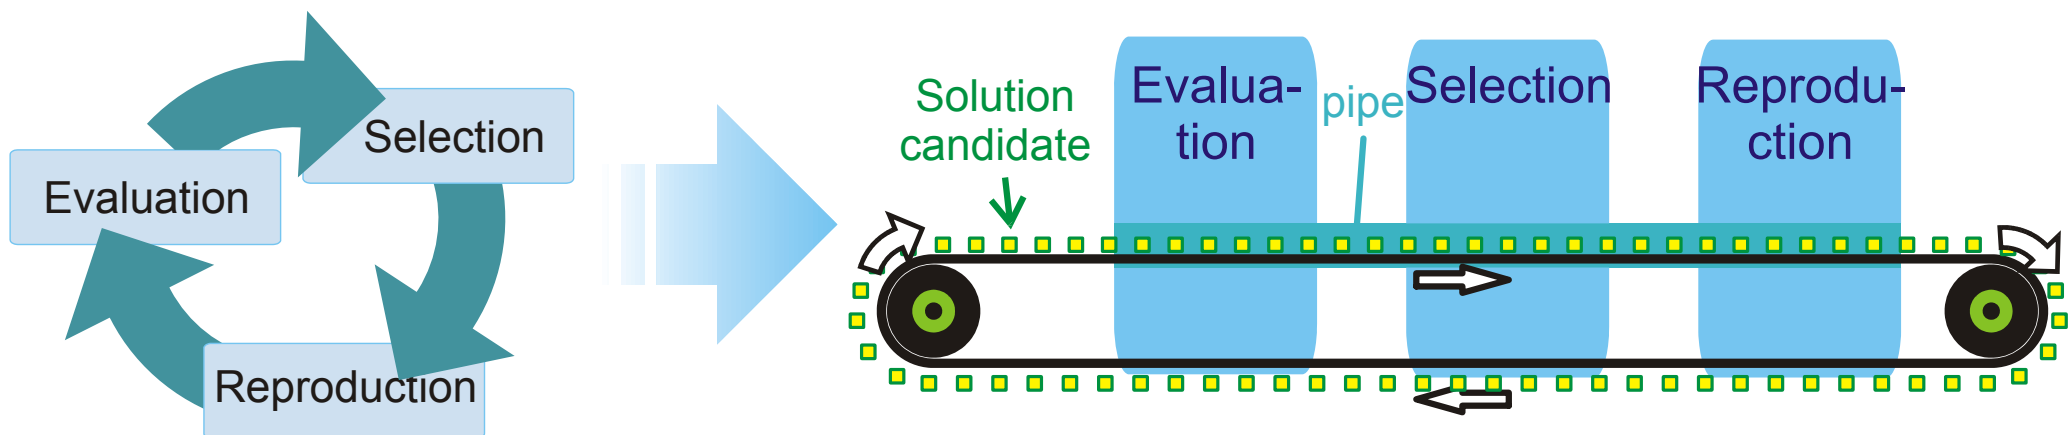 Evaluation
Selection
Reproduction
Solution
candidate
Evalua-
tion
pipe
Selection
Reprodu-
ction